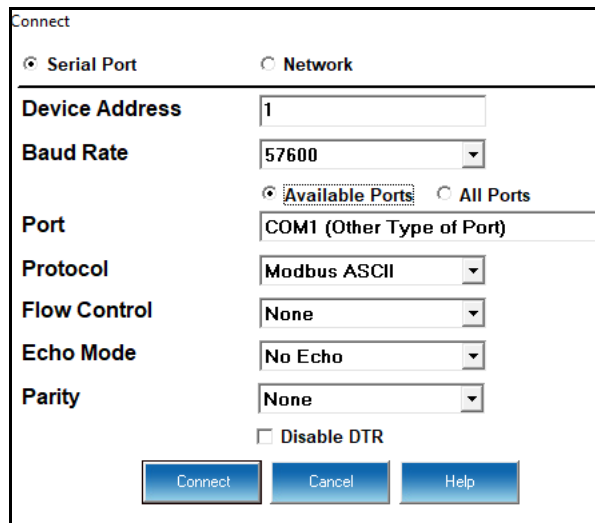 Connect
Serial Port Network
Device Address 1
Baud Rate 57600
Available Ports All Ports
Port COM1 (Other Type of Port)
Protocol Modbus ASCII
Flow Control None
Echo Mode No Echo
Parity None
Disable DTR
Connect Cancel Help